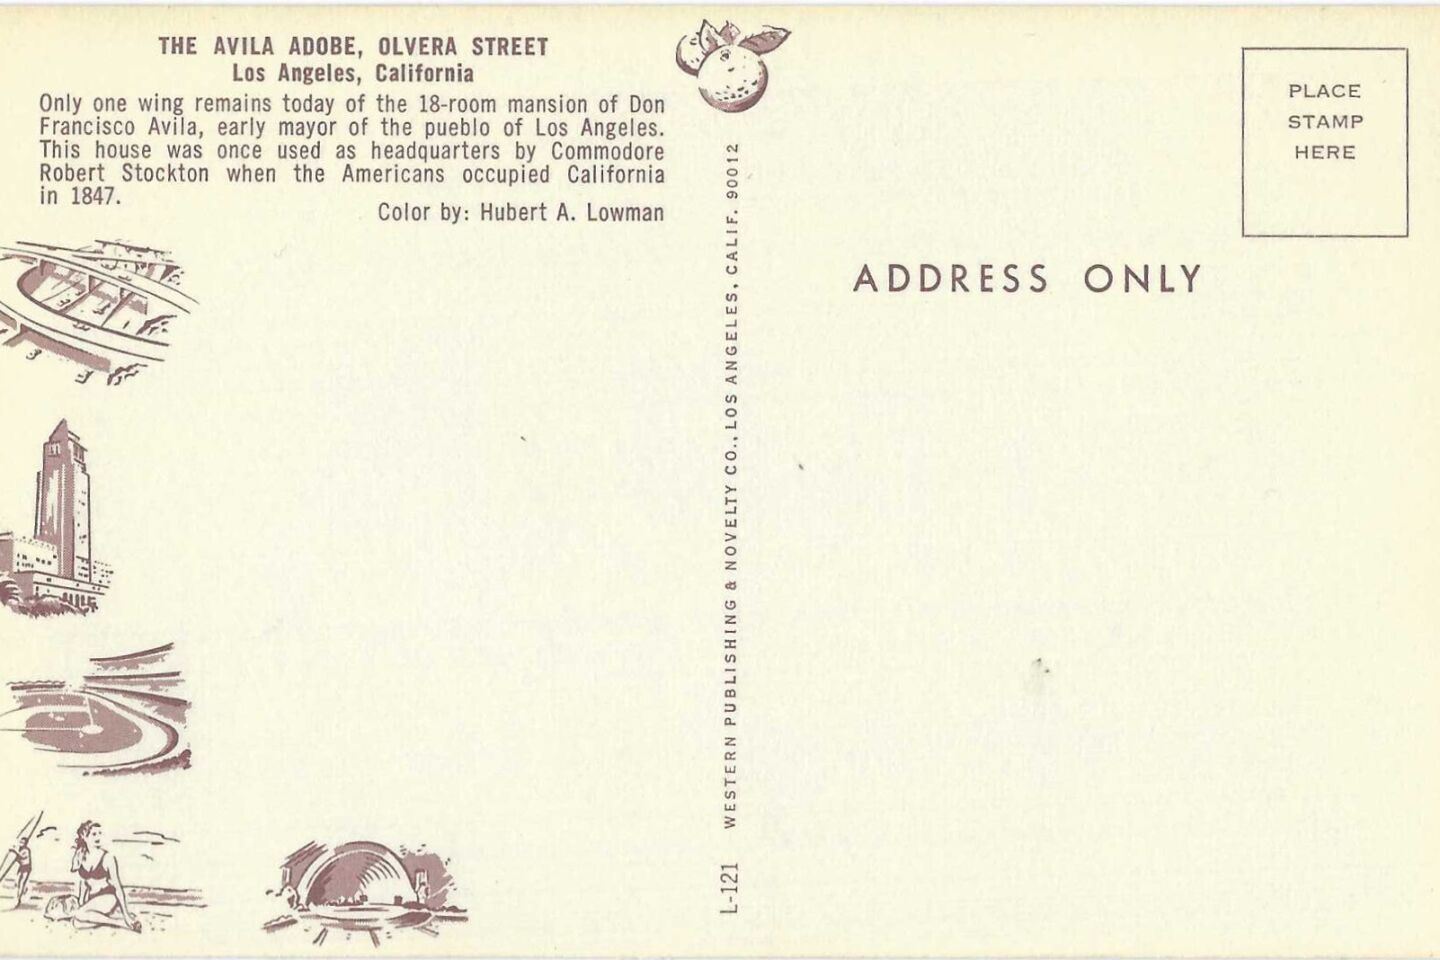 THE AVILA ADOBE, OLVERA STREET
Los Angeles, California
Only one wing remains today of the 18-room mansion of Don
Francisco Avila, early mayor of the pueblo of Los Angeles.
This house was once used as headquarters by Commodore
Robert Stockton when the Americans occupied California
in 1847.
Color by: Hubert A. Lowman
L-121 WESTERN PUBLISHING & NOVELTY CO., LOS ANGELES, CALIF. 90012
PLACE
STAMP
HERE
ADDRESS ONLY